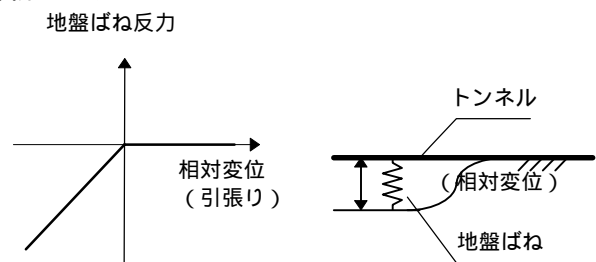 地盤ばね反力
トンネル
相対変位
（引張り）
（相対変位）
地盤ばね